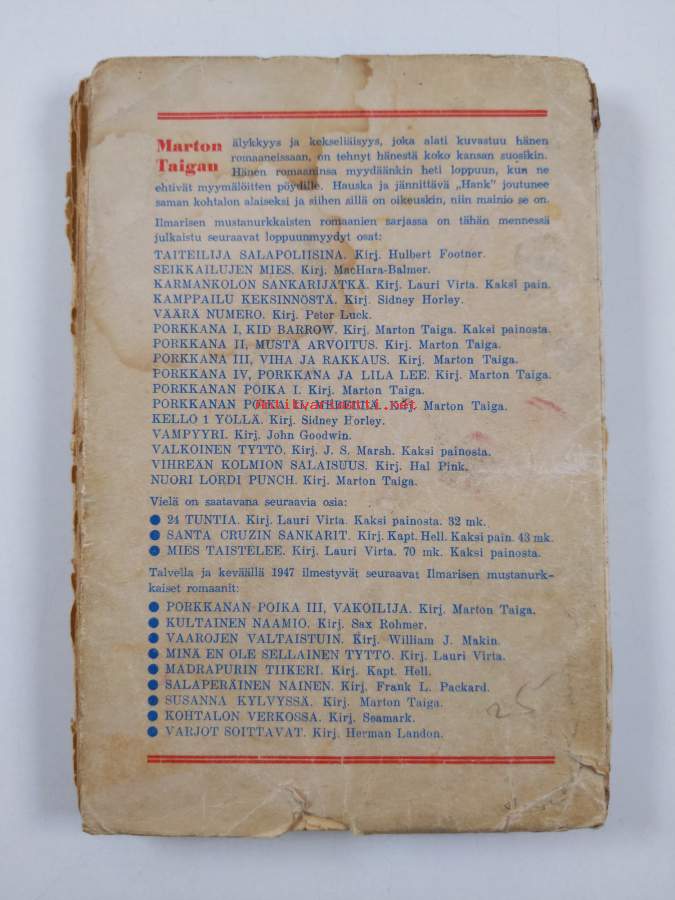 Marton Taigan
älykkyys ja kekseliäisyys, joka alati kuvastuu hänen
romaaneissaan, on tehnyt hänestä koko kansan suosikin.
Hänen romaaninsa myydäänkin heti loppuun, kun ne
ehtivät myymälöitten pöydille. Hauska ja jännittävä „Hank" joutunee
saman kohtalon alaiseksi ja siihen sillä on oikeuskin, niin mainio se on.
Ilmarisen mustanurkkaisten romaanien sarjassa on tähän mennessä
julkaistu seuraavat loppuunmyydyt osat:
TAITEILIJA SALAPOLIISINA. Kirj. Hulbert Footner.
SEIKKAILUJEN MIES. Kirj. MacHara-Balmer.
KARMANKOLON SANKARIJÄTKÄ. Kirj. Lauri Virta. Kaksi pain.
KAMPPAILU KEKSINNÖSTÄ. Kirj. Sidney Horley.
VÄÄRÄ NUMERO. Kirj. Peter Luck.
PORKKANA I, KID BARROW. Kirj. Marton Taiga. Kaksi painosta.
PORKKANA II, MUSTA ARVOITUS. Kirj. Marton Taiga.
PORKKANA III, VIHA JA RAKKAUS. Kirj. Marton Taiga.
PORKKANA IV, PORKKANA JA LILA LEE. Kirj. Marton Taiga.
PORKKANAN POIKA I. Kirj. Marton Taiga.
PORKKANAN POIKA II, MIHENTÄ. Kirj. Marton Taiga.
Antikvariaatti.net
KELLO 1 YÖLLÄ. Kirj. Sidney Horley.
VAMPYYRI. Kirj. John Goodwin.
VALKOINEN TYTTÖ. Kirj. J. S. Marsh. Kaksi painosta.
VIHREÄN KOLMION SALAISUUS. Kirj. Hal Pink.
NUORI LORDI PUNCH. Kirj. Marton Taiga.
Vielä on saatavana seuraavia osia:
● 24 TUNTIA. Kirj. Lauri Virta. Kaksi painosta. 32 mk.
● SANTA CRUZIN SANKARIT. Kirj. Kapt. Hell. Kaksi pain. 43 mk.
● MIES TAISTELEE. Kirj. Lauri Virta. 70 mk. Kaksi painosta.
Talvella ja keväällä 1947 ilmestyvät seuraavat Ilmarisen mustanurk-
kaiset romaanit:
● PORKKANAN POIKA III, VAKOILIJA. Kirj. Marton Taiga.
● KULTAINEN NAAMIO. Kirj. Sax Rohmer.
● VAAROJEN VALTAISTUIN. Kirj. William J. Makin.
● MINÄ EN OLE SELLAINEN TYTTÖ. Kirj. Lauri Virta.
● MADRAPURIN TIIKERI. Kirj. Kapt. Hell.
● SALAPERÄINEN NAINEN. Kirj. Frank L. Packard.
● SUSANNA KYLVYSSÄ. Kirj. Marton Taiga.
● KOHTALON VERKOSSA. Kirj. Seamark.
● VARJOT SOITTAVAT. Kirj. Herman Landon.
25